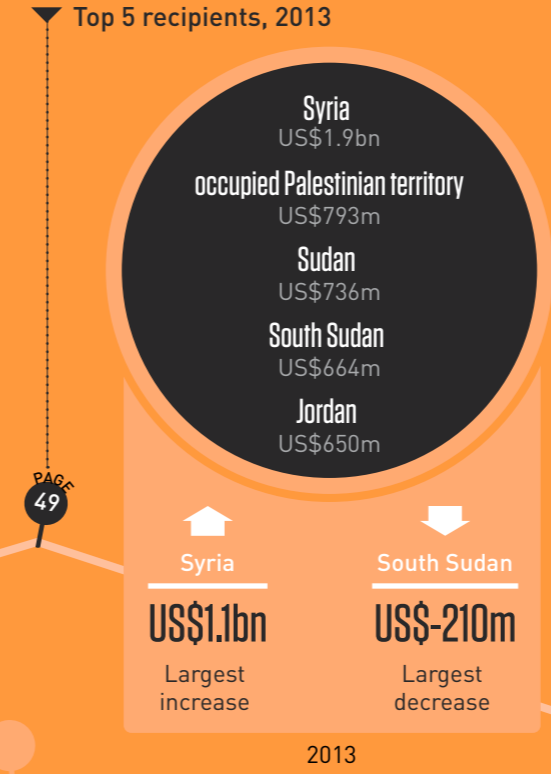 Top 5 recipients, 2013
Syria
US$1.9bn
occupied Palestinian territory
US$793m
Sudan
US$736m
South Sudan
US$664m
Jordan
US$650m
PAGE
49
Syria
US$1.1bn
Largest
increase
South Sudan
US$-210m
Largest
decrease
2013